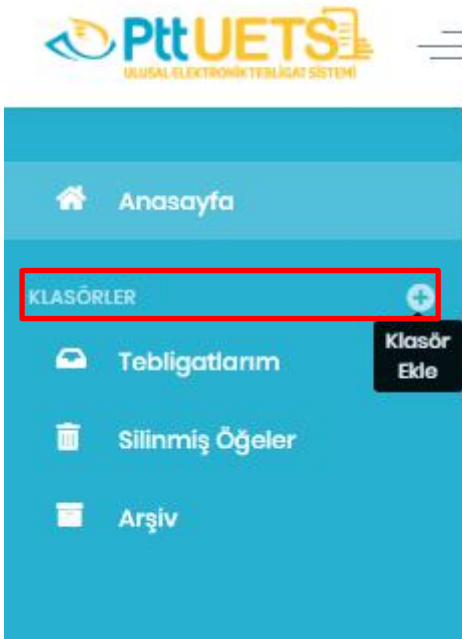 PttUETS
ULUSAL ELEKTRONİK TEBLİGAT SİSTEMİ
Anasayfa
KLASÖRLER
Klasör
Ekle
Tebligatlarım
Silinmiş Öğeler
Arşiv